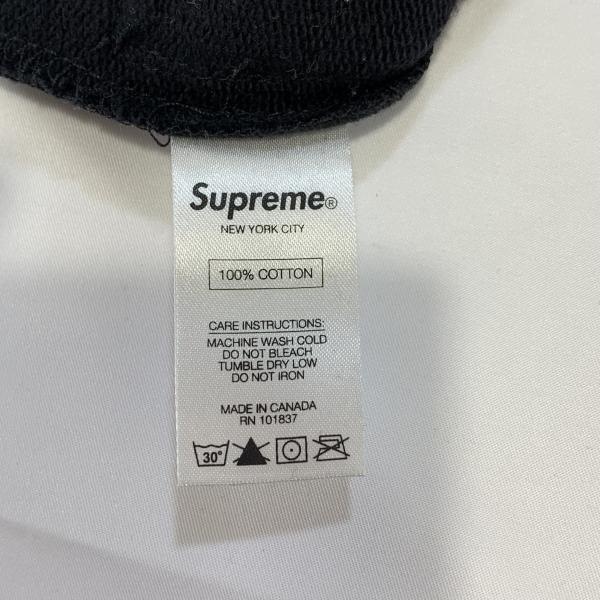 Supreme®
NEW YORK CITY
100% COTTON
CARE INSTRUCTIONS:
MACHINE WASH COLD
DO NOT BLEACH
TUMBLE DRY LOW
DO NOT IRON
MADE IN CANADA
RN 101837
30°